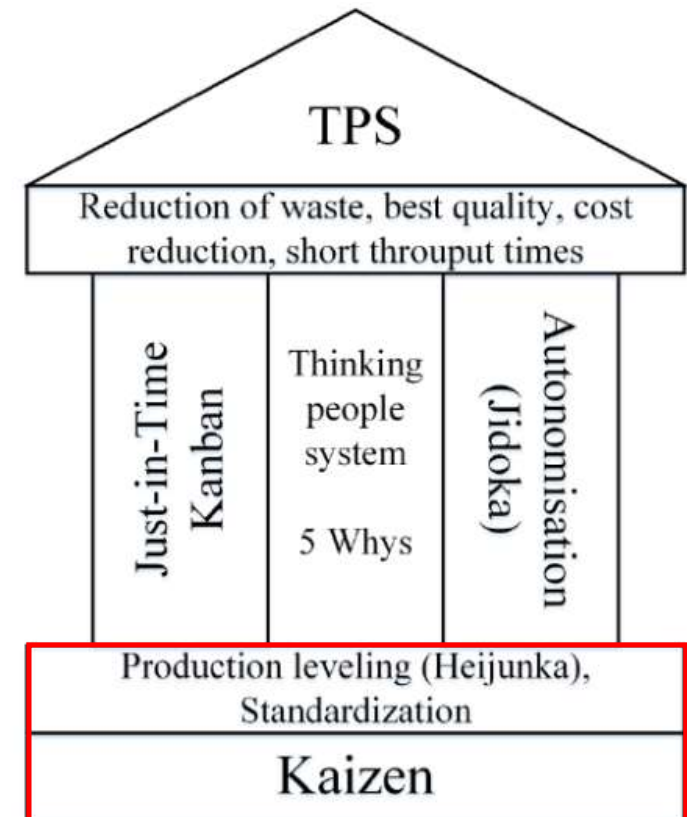 TPS
Reduction of waste, best quality, cost
reduction, short throuput times
Just-in-Time
Kanban
Thinking
people
system
5 Whys
Autonomisation
(Jidoka)
Production leveling (Heijunka),
Standardization
Kaizen